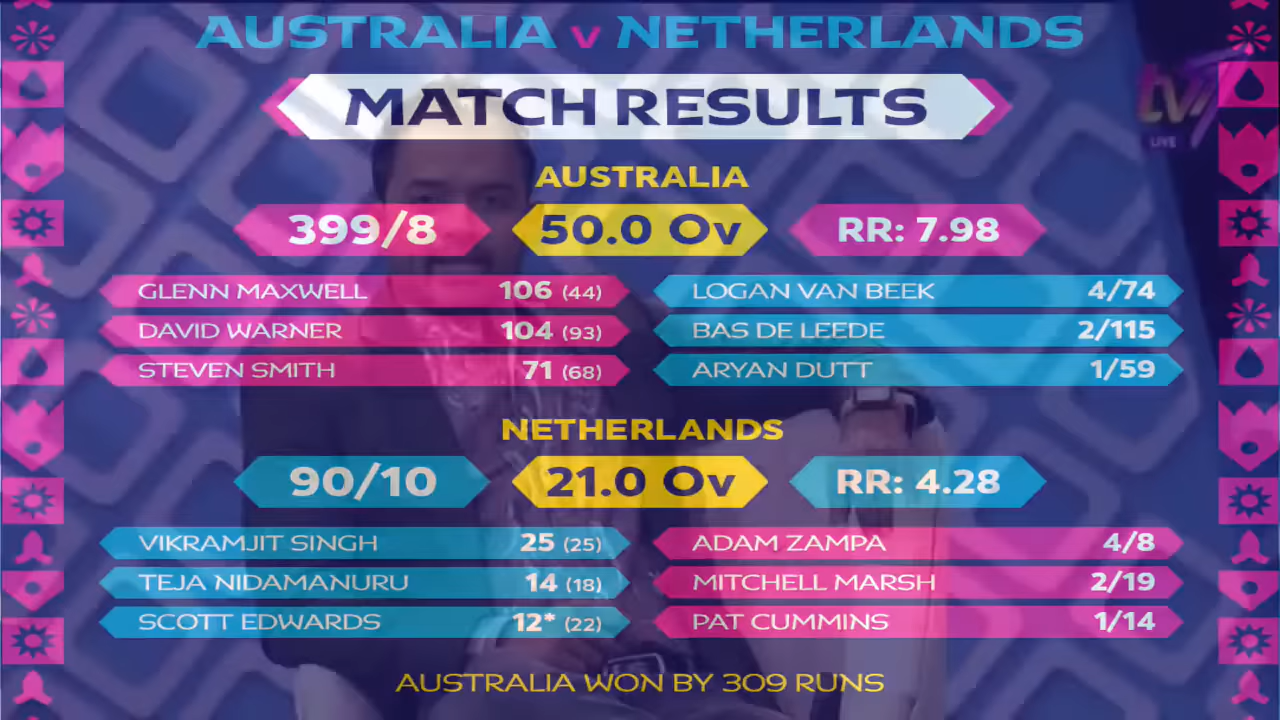 AUSTRALIA v NETHERLANDS
MATCH RESULTS
AUSTRALIA
399/8 50.0 Ov RR: 7.98
GLENN MAXWELL 106 (44) LOGAN VAN BEEK 4/74
DAVID WARNER 104 (93) BAS DE LEEDE 2/115
STEVEN SMITH 71 (68) ARYAN DUTT 1/59
NETHERLANDS
90/10 21.0 Ov RR: 4.28
VIKRAMJIT SINGH 25 (25) ADAM ZAMPA 4/8
TEJA NIDAMANURU 14 (18) MITCHELL MARSH 2/19
SCOTT EDWARDS 12* (22) PAT CUMMINS 1/14
AUSTRALIA WON BY 309 RUNS
tv1
LIVE